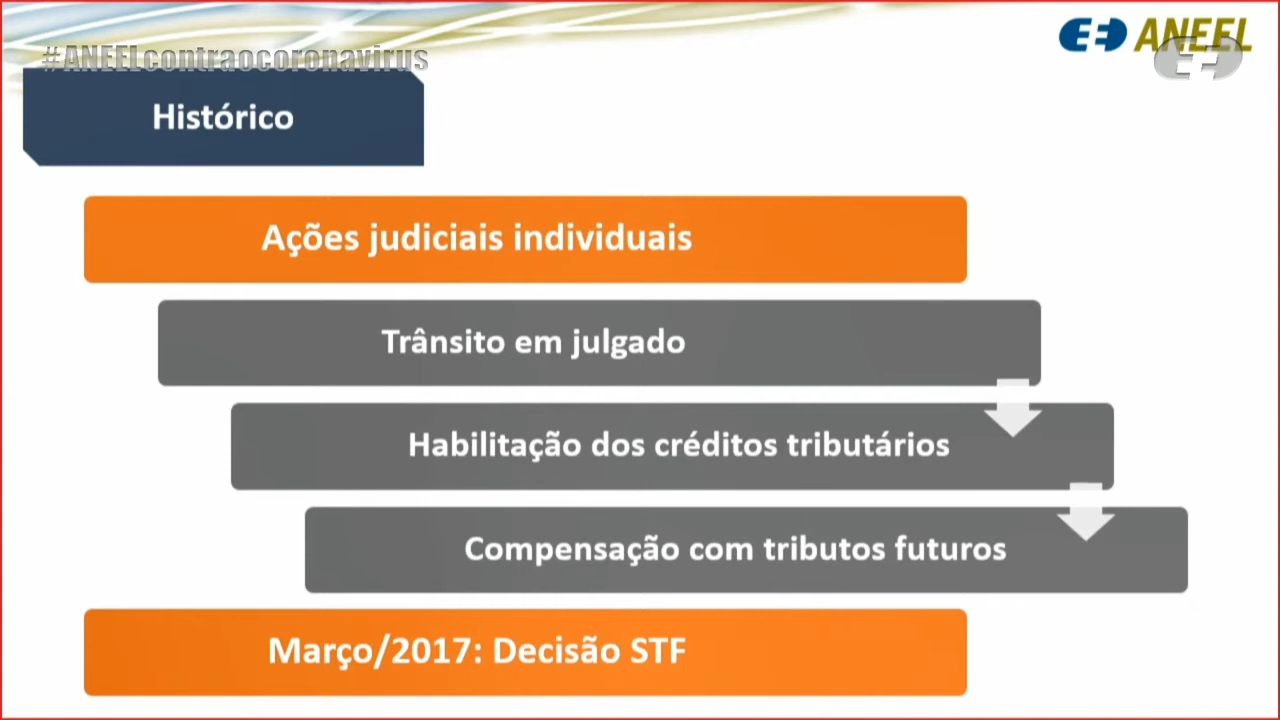 #ANEELcontraocoronavirus
ANEEL
Histórico
Ações judiciais individuais
Trânsito em julgado
Habilitação dos créditos tributários
Compensação com tributos futuros
Março/2017: Decisão STF